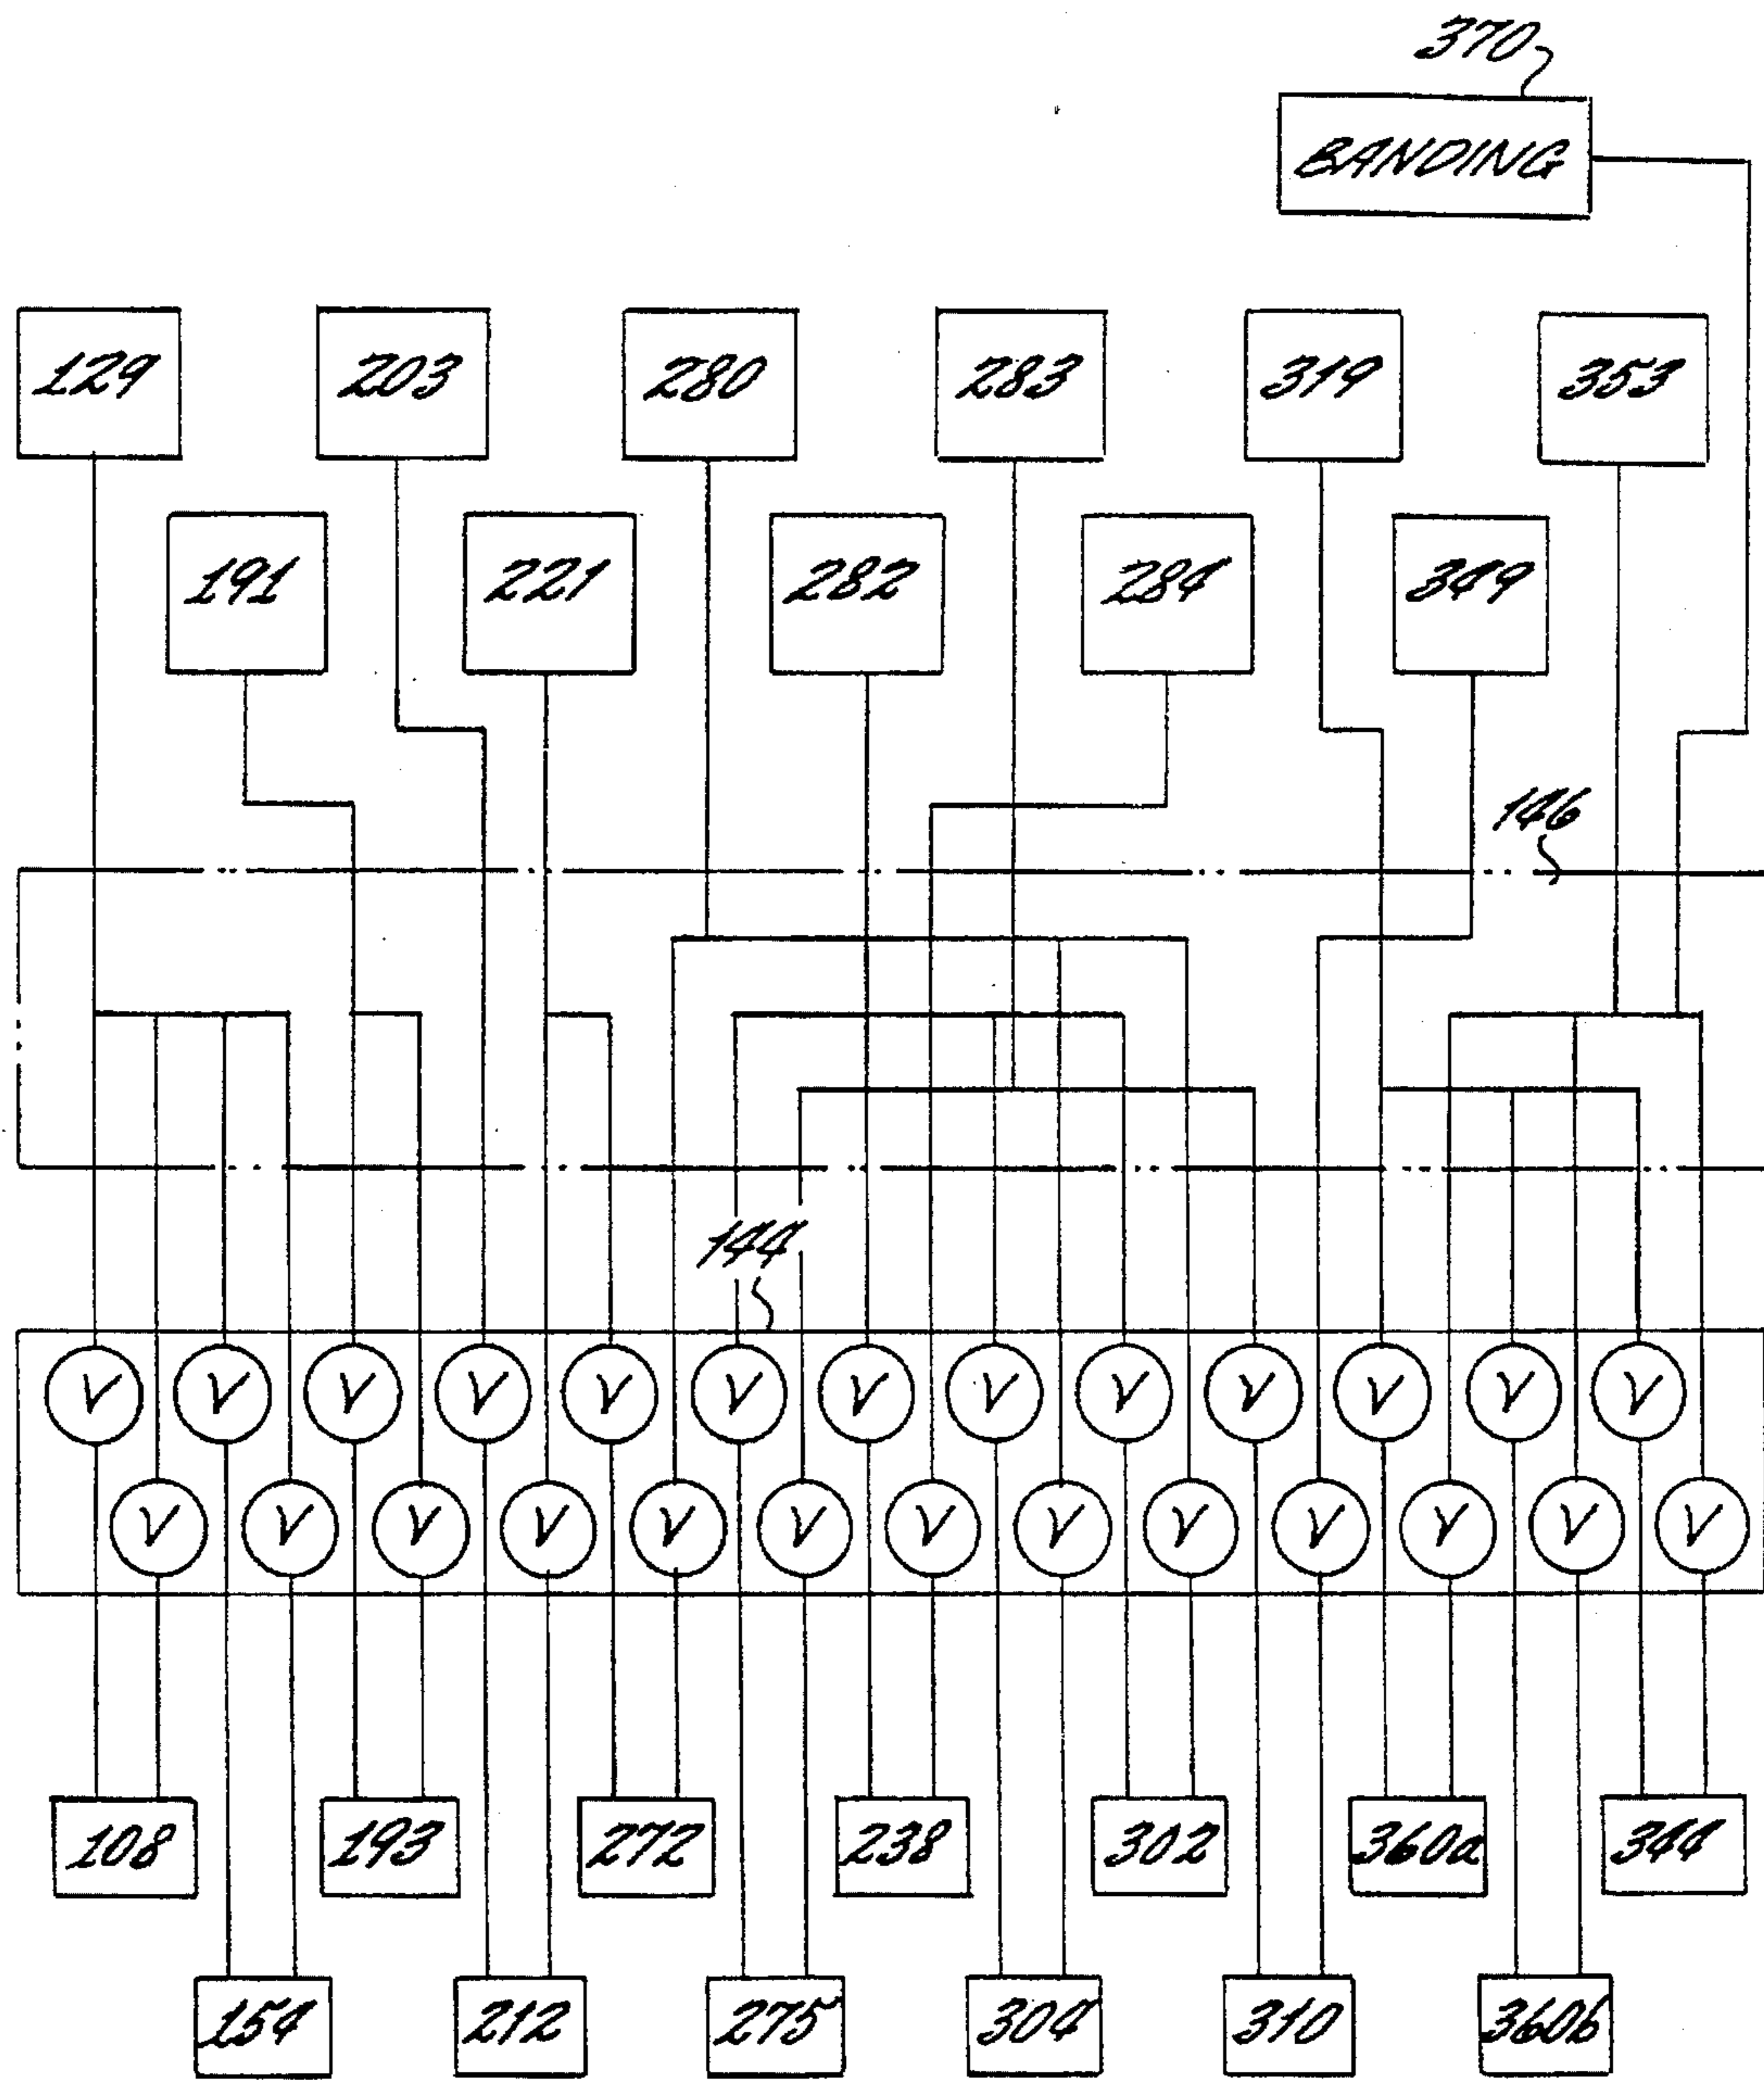 370
BANDING
129 203 280 283 319 353
191 221 282 284 349
146
144
V V V V V V V V V V V V V
V V V V V V V V V V V V V
108 193 272 238 302 360a 344
154 212 275 304 310 360b